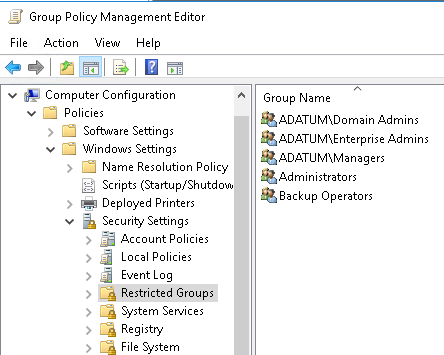 Group Policy Management Editor
File Action View Help
Computer Configuration
Policies
Software Settings
Windows Settings
Name Resolution Policy
Scripts (Startup/Shutdow
Deployed Printers
Security Settings
Account Policies
Local Policies
Event Log
Restricted Groups
System Services
Registry
File System
Group Name
ADATUM\Domain Admins
ADATUM\Enterprise Admins
ADATUM\Managers
Administrators
Backup Operators